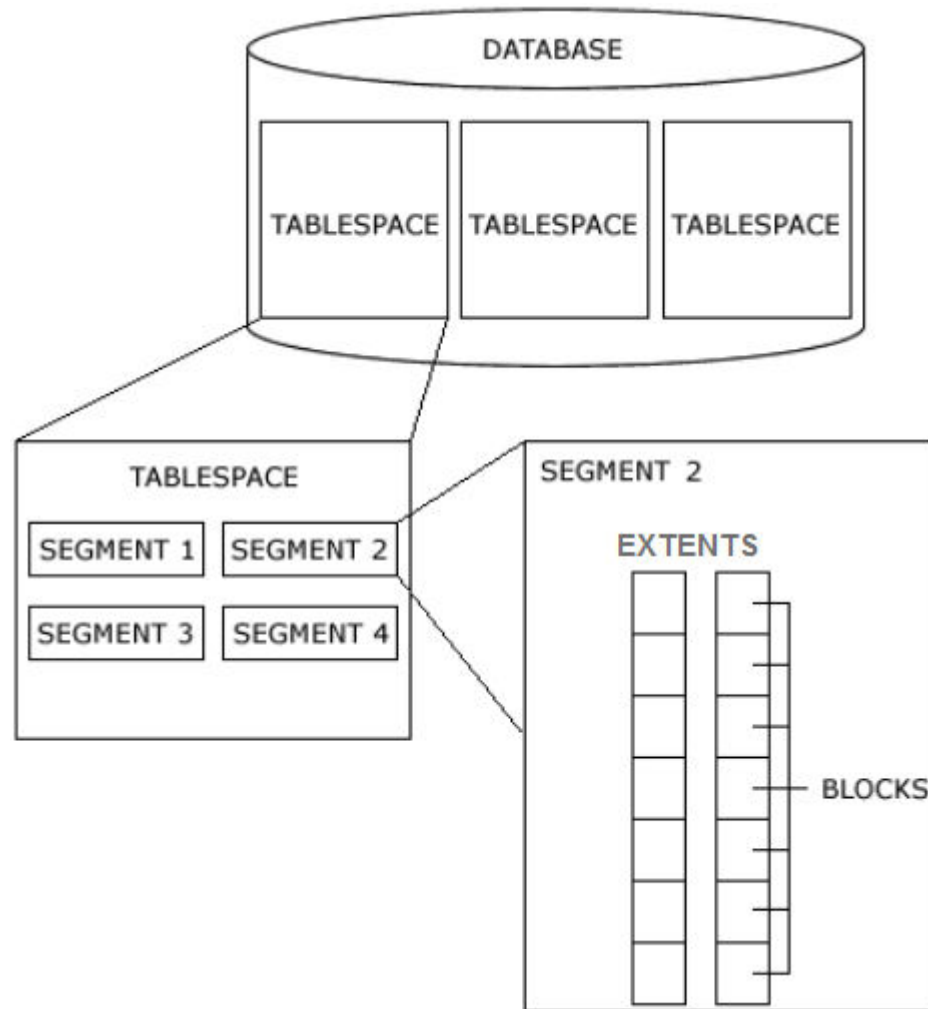 DATABASE
TABLESPACE
TABLESPACE
TABLESPACE
TABLESPACE
SEGMENT 1
SEGMENT 2
SEGMENT 3
SEGMENT 4
SEGMENT 2
EXTENTS
BLOCKS